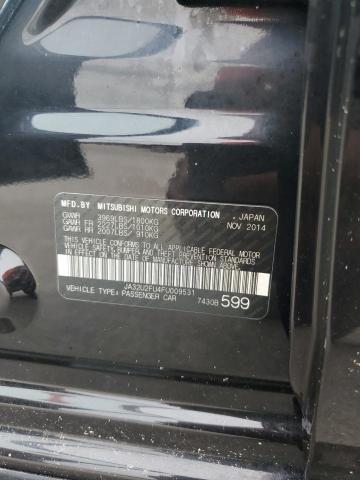 MFD.BY MITSUBISHI MOTORS CORPORATION, JAPAN
GVWR 3969LBS/1800KG NOV 2014
GAWR FR 2227LBS/1010KG
GAWR RR 2007LBS/ 910KG
THIS VEHICLE CONFORMS TO ALL APPLICABLE FEDERAL MOTOR
VEHICLE SAFETY, BUMPER AND THEFT PREVENTION STANDARDS
IN EFFECT ON THE DATE OF MANUFACTURE SHOWN ABOVE.
JA32U2FU4FU009531
VEHICLE TYPE: PASSENGER CAR 7430B 599